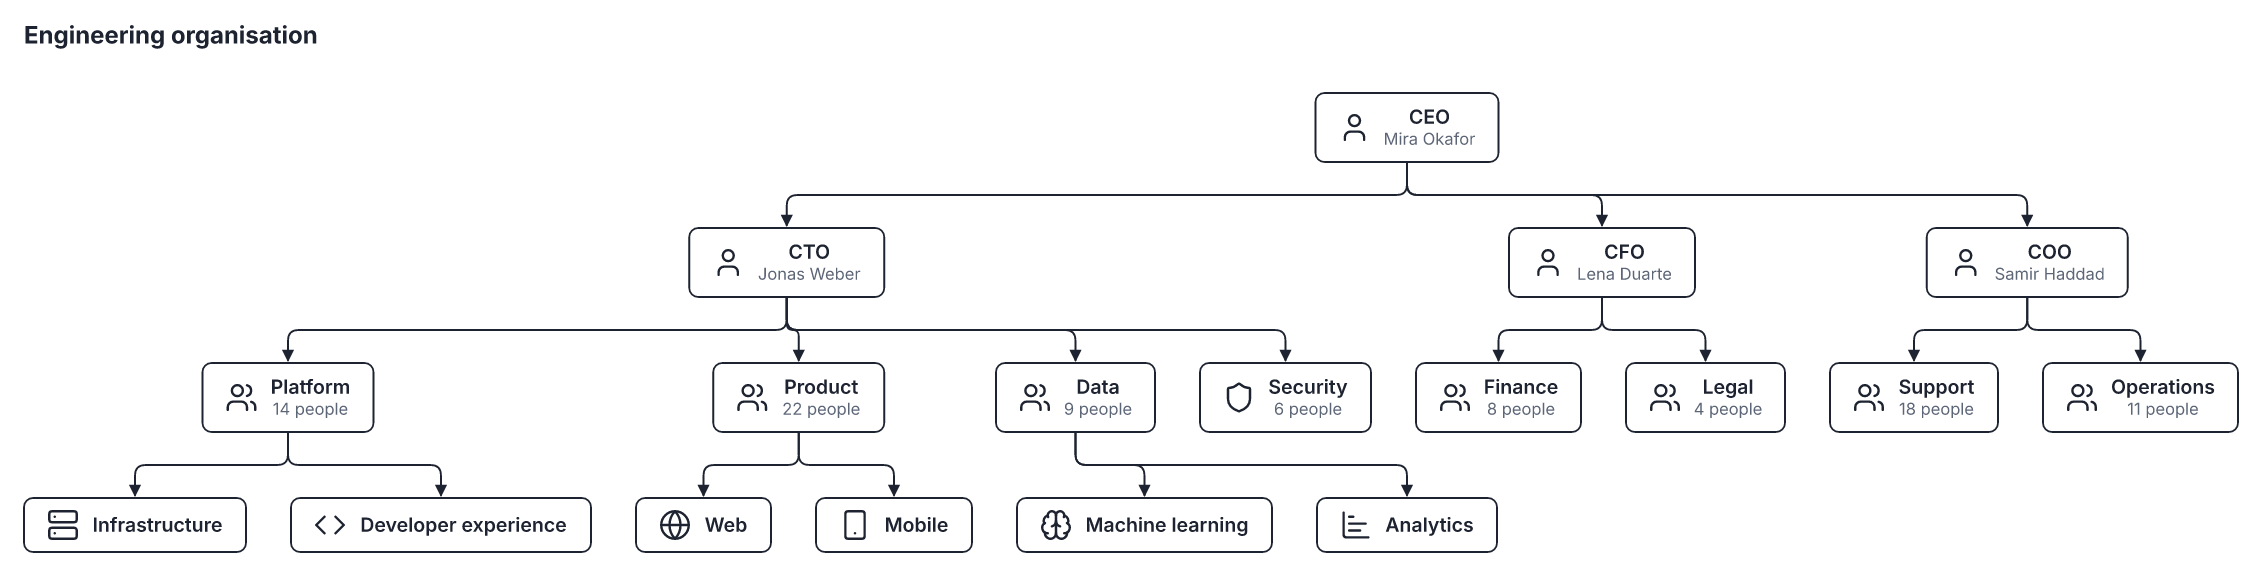 Engineering organisation
CEO
Mira Okafor
CTO
Jonas Weber
CFO
Lena Duarte
COO
Samir Haddad
Platform
14 people
Product
22 people
Data
9 people
Security
6 people
Finance
8 people
Legal
4 people
Support
18 people
Operations
11 people
Infrastructure
Developer experience
Web
Mobile
Machine learning
Analytics